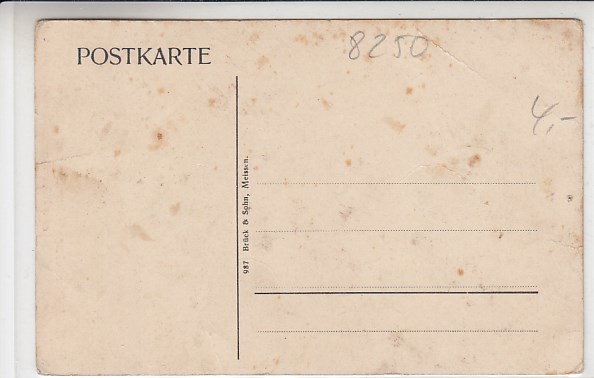 POSTKARTE
8250
4,-
987 Brück & Sohn, Meissen.